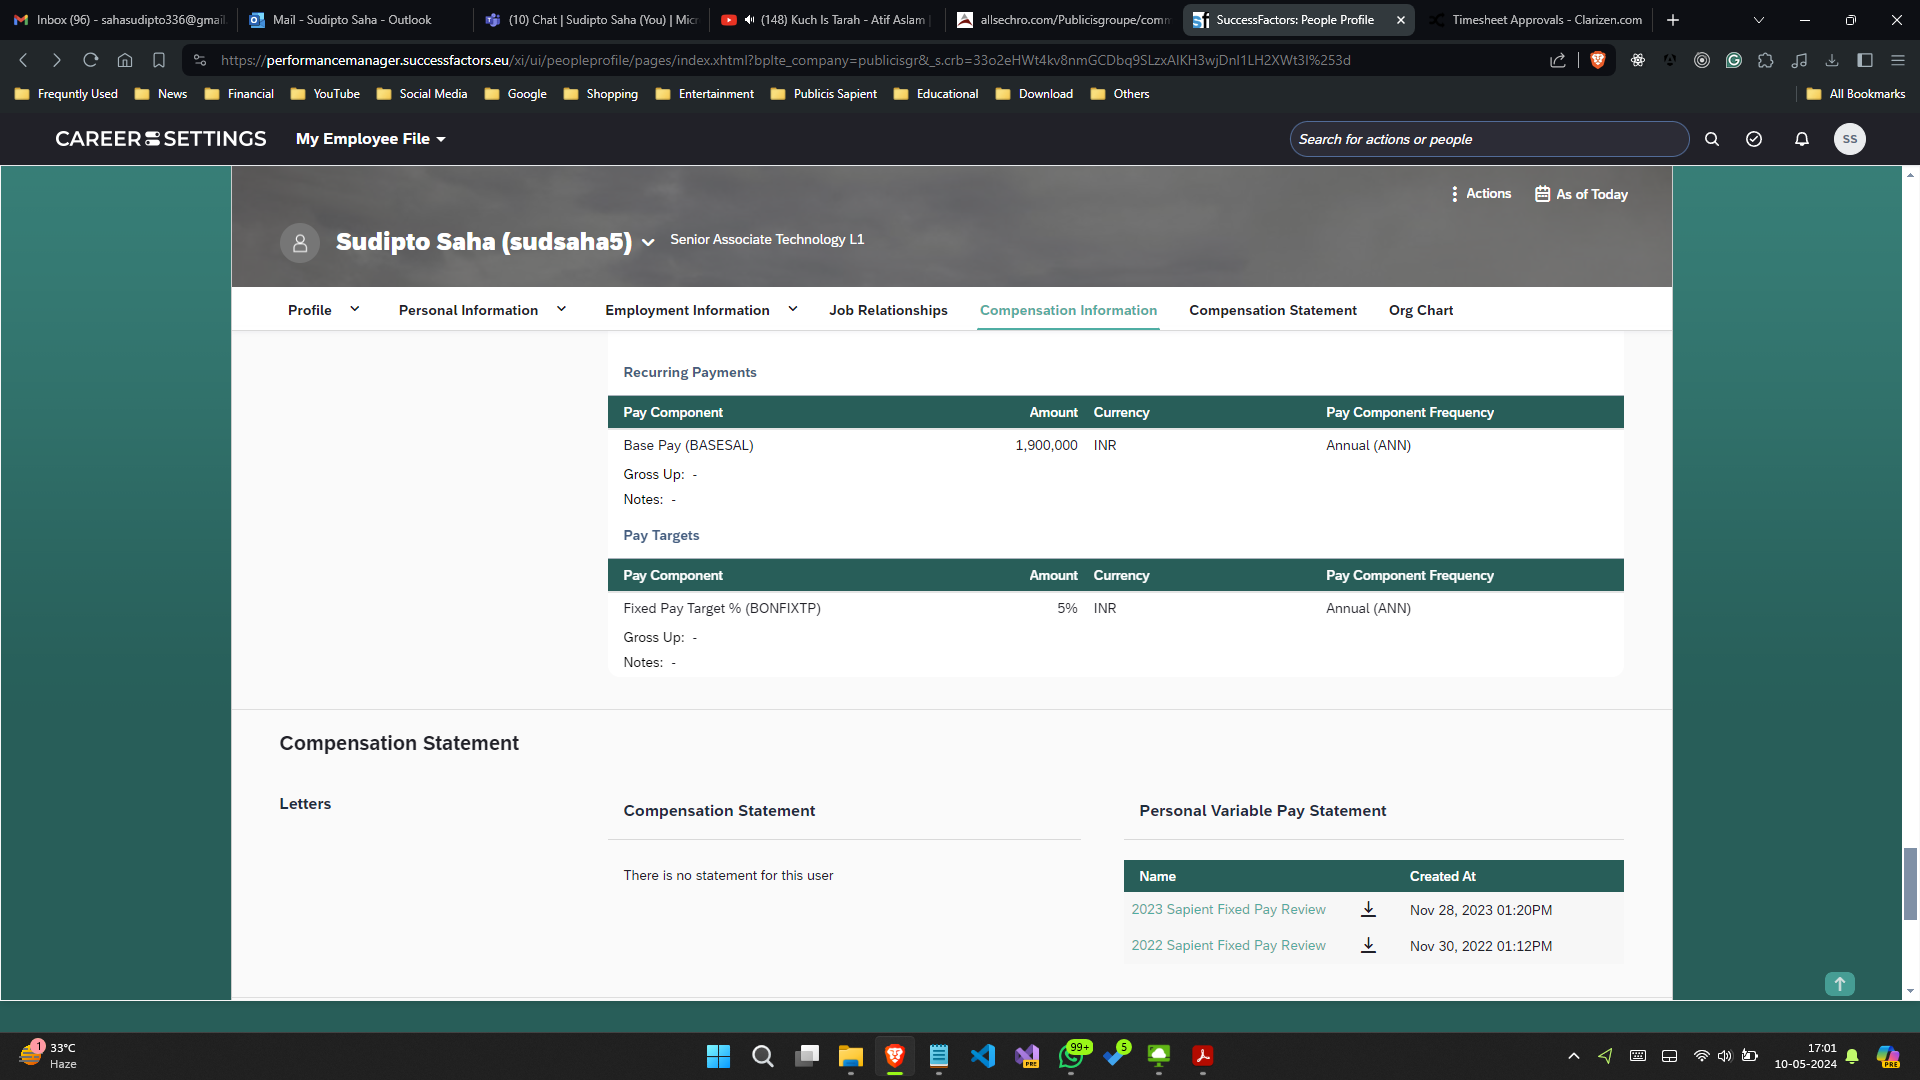 Inbox (96) - sahasudipto336@gmail.
Mail - Sudipto Saha - Outlook
(10) Chat | Sudipto Saha (You) | Micr
(148) Kuch Is Tarah - Atif Aslam |
allsechro.com/Publicisgroupe/comm
SuccessFactors: People Profile
Timesheet Approvals - Clarizen.com
https://performancemanager.successfactors.eu/xi/ui/peopleprofile/pages/index.xhtml?bplte_company=publicisgr&_s.crb=33o2eHWt4kv8nmGCDbq9SLzxAIKH3wjDnI1LH2XWt3I%253d
Frequntly Used
News
Financial
YouTube
Social Media
Google
Shopping
Entertainment
Publicis Sapient
Educational
Download
Others
All Bookmarks
CAREER SETTINGS
My Employee File
Search for actions or people
SS
Actions
As of Today
Sudipto Saha (sudsaha5)
Senior Associate Technology L1
Profile
Personal Information
Employment Information
Job Relationships
Compensation Information
Compensation Statement
Org Chart
Recurring Payments
Pay Component Amount Currency Pay Component Frequency
Base Pay (BASESAL) 1,900,000 INR Annual (ANN)
Gross Up: -
Notes: -
Pay Targets
Pay Component Amount Currency Pay Component Frequency
Fixed Pay Target % (BONFIXTP) 5% INR Annual (ANN)
Gross Up: -
Notes: -
Compensation Statement
Letters
Compensation Statement
There is no statement for this user
Personal Variable Pay Statement
Name Created At
2023 Sapient Fixed Pay Review Nov 28, 2023 01:20PM
2022 Sapient Fixed Pay Review Nov 30, 2022 01:12PM
1
33°C
Haze
PRE
99+
5
17:01
10-05-2024
PRE